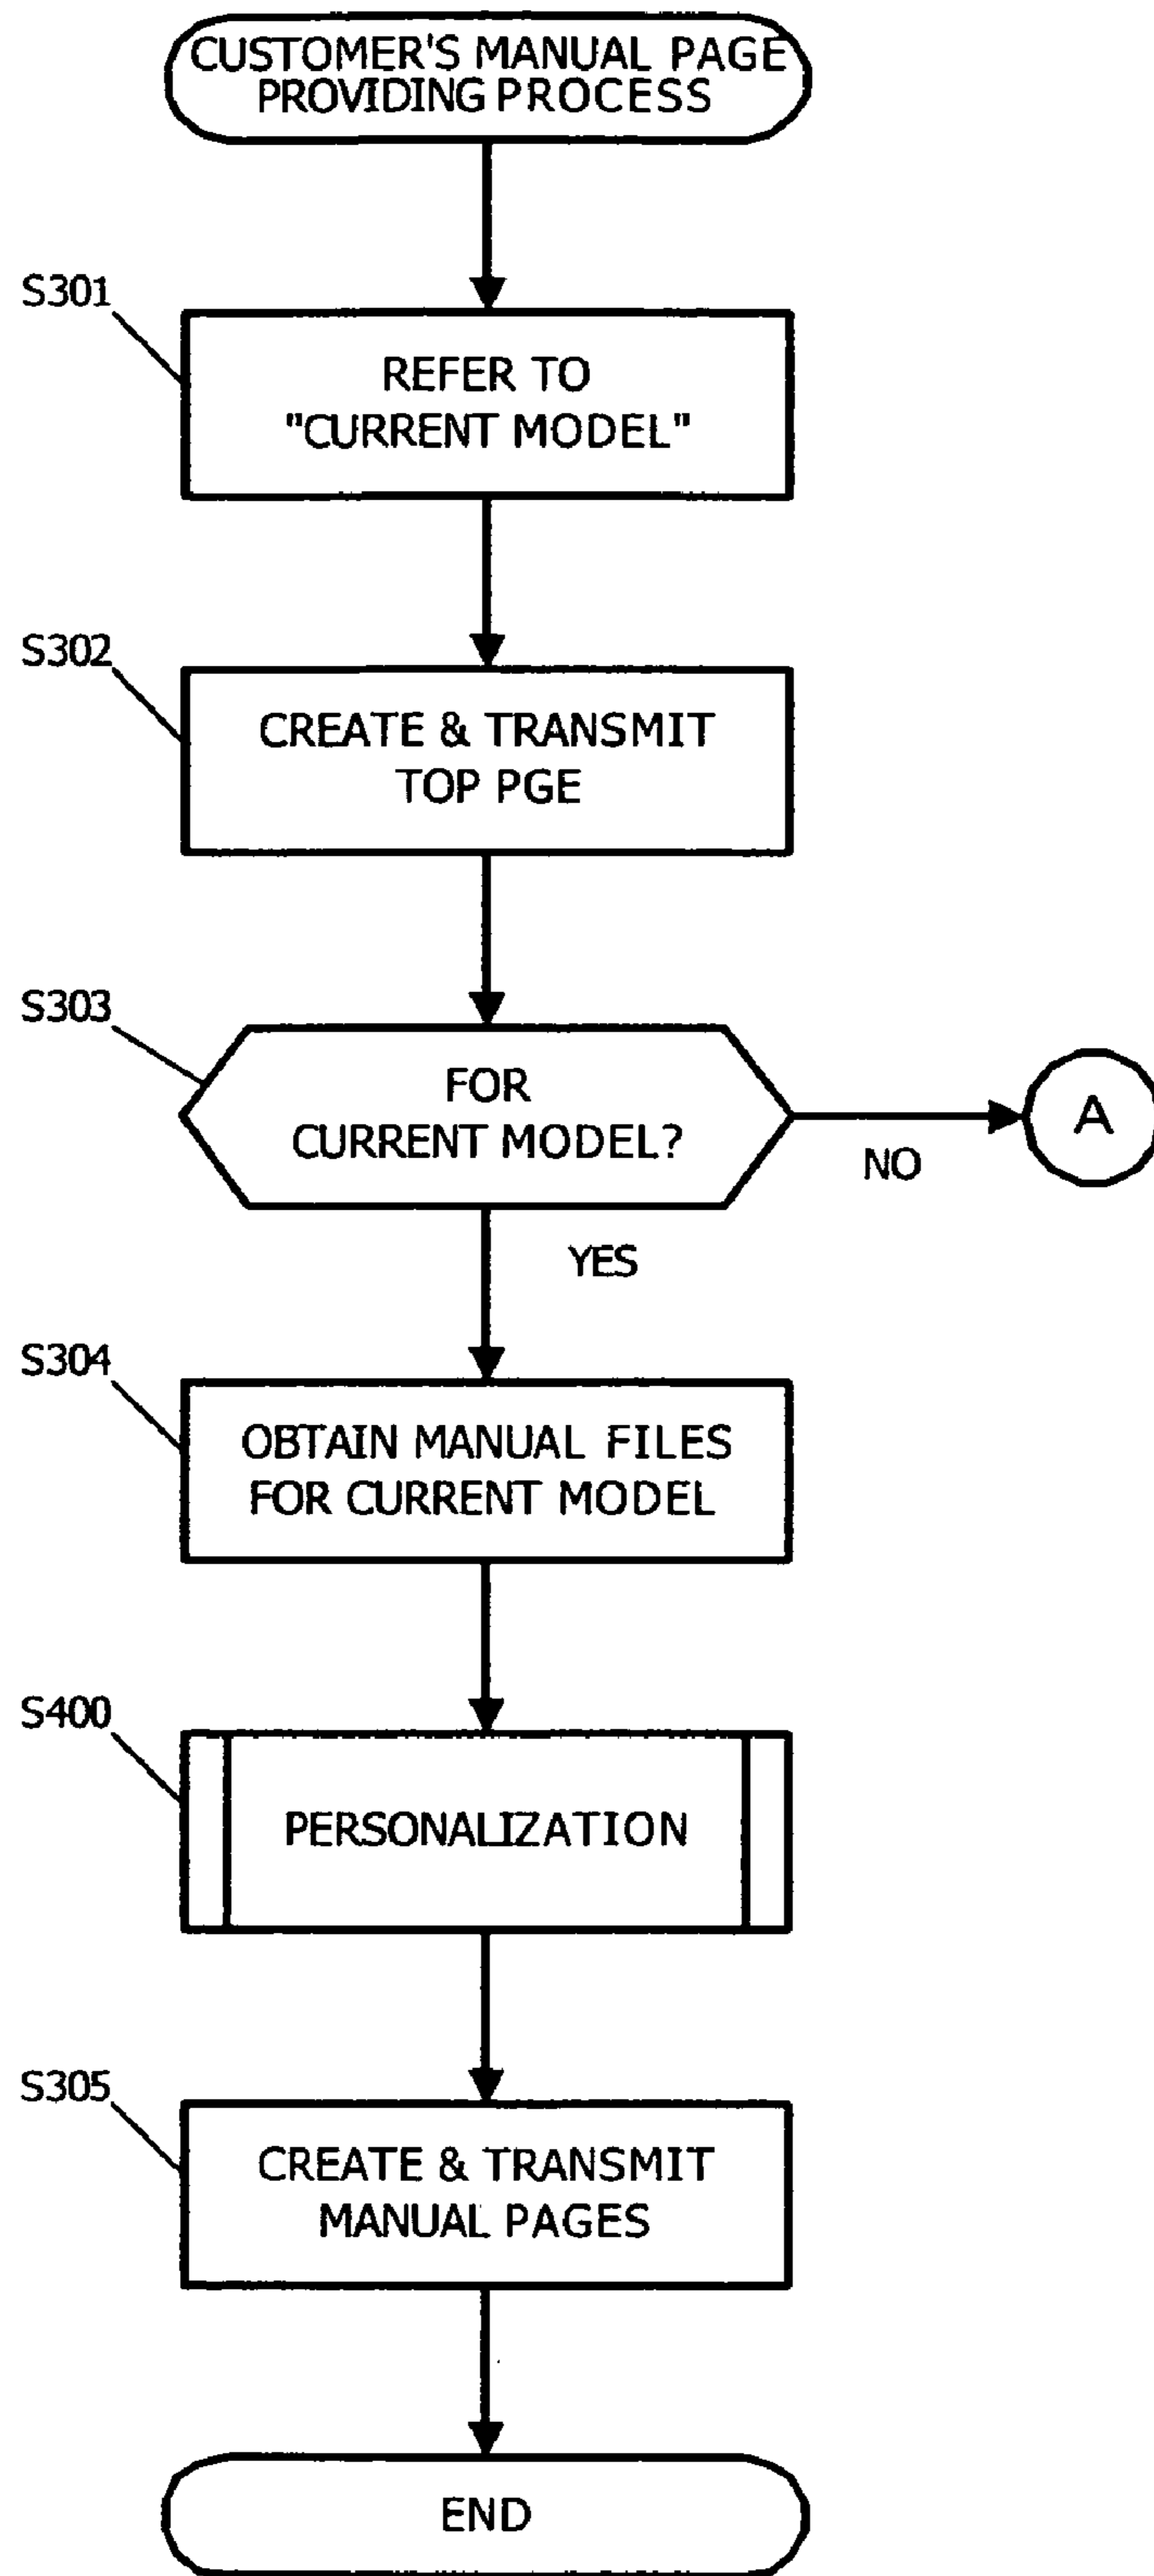 CUSTOMER'S MANUAL PAGE
PROVIDING PROCESS
S301
REFER TO
"CURRENT MODEL"
S302
CREATE & TRANSMIT
TOP PGE
S303
FOR
CURRENT MODEL?
A
NO
YES
S304
OBTAIN MANUAL FILES
FOR CURRENT MODEL
S400
PERSONALIZATION
S305
CREATE & TRANSMIT
MANUAL PAGES
END